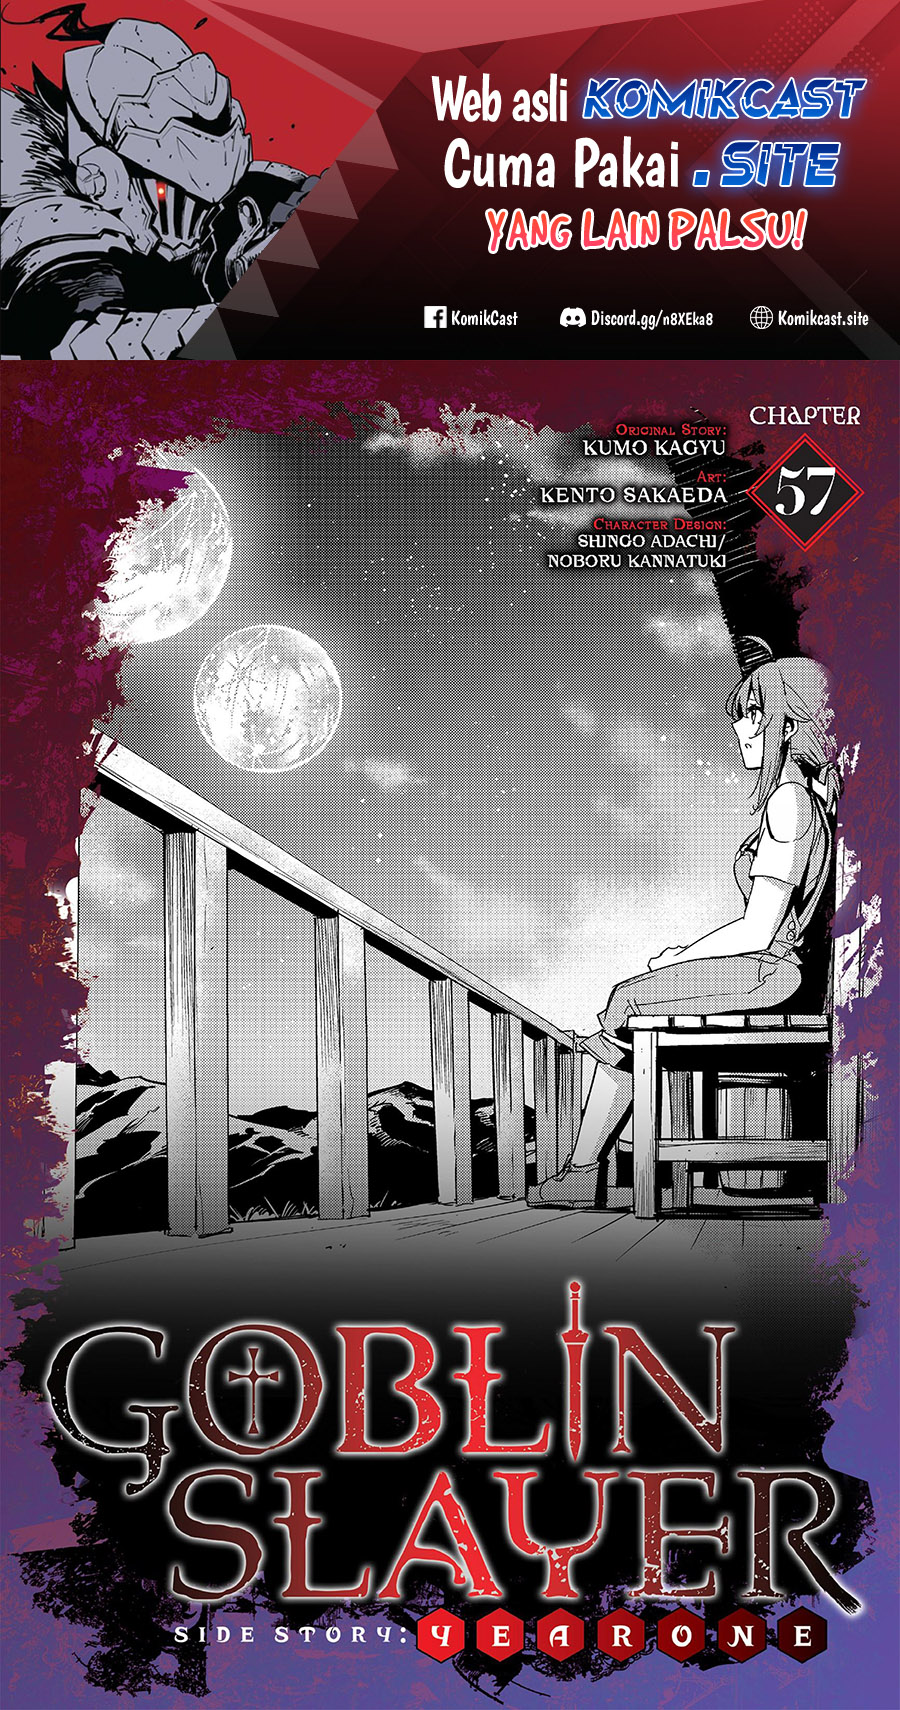 Web asli KOMIKCAST
Cuma Pakai .SITE
YANG LAIN PALSU!
KomikCast
Discord.gg/n8XEka8
Komikcast.site
CHAPTER
57
ORIGINAL STORY:
KUMO KAGYU
ART:
KENTO SAKAEDA
CHARACTER DESIGN:
SHINGO ADACHI/
NOBORU KANNATUKI
GOBLIN
SLAYER
SIDE STORY: YEAR ONE